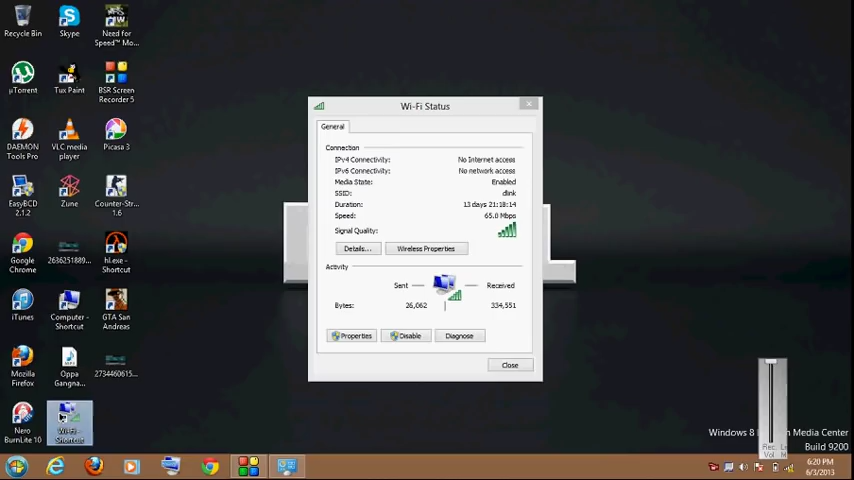 Recycle Bin
Skype
Need for
Speed™ Mo...
µTorrent
Tux Paint
BSR Screen
Recorder 5
DAEMON
Tools Pro
VLC media
player
Picasa 3
EasyBCD
2.1.2
Zune
Counter-Str...
1.6
Google
Chrome
2636251889...
hl.exe -
Shortcut
iTunes
Computer -
Shortcut
GTA San
Andreas
Mozilla
Firefox
Oppa
Gangna...
2734460615...
Nero
BurnLite 10
Wi-Fi -
Shortcut
Wi-Fi Status
General
Connection
IPv4 Connectivity: No Internet access
IPv6 Connectivity: No network access
Media State: Enabled
SSID: dlink
Duration: 13 days 21:18:14
Speed: 65.0 Mbps
Signal Quality:
Details...
Wireless Properties
Activity
Sent
Received
Bytes: 26,062 334,551
Properties
Disable
Diagnose
Close
Rec.
Vol
Windows 8
Media Center
Build 9200
6:20 PM
6/3/2013